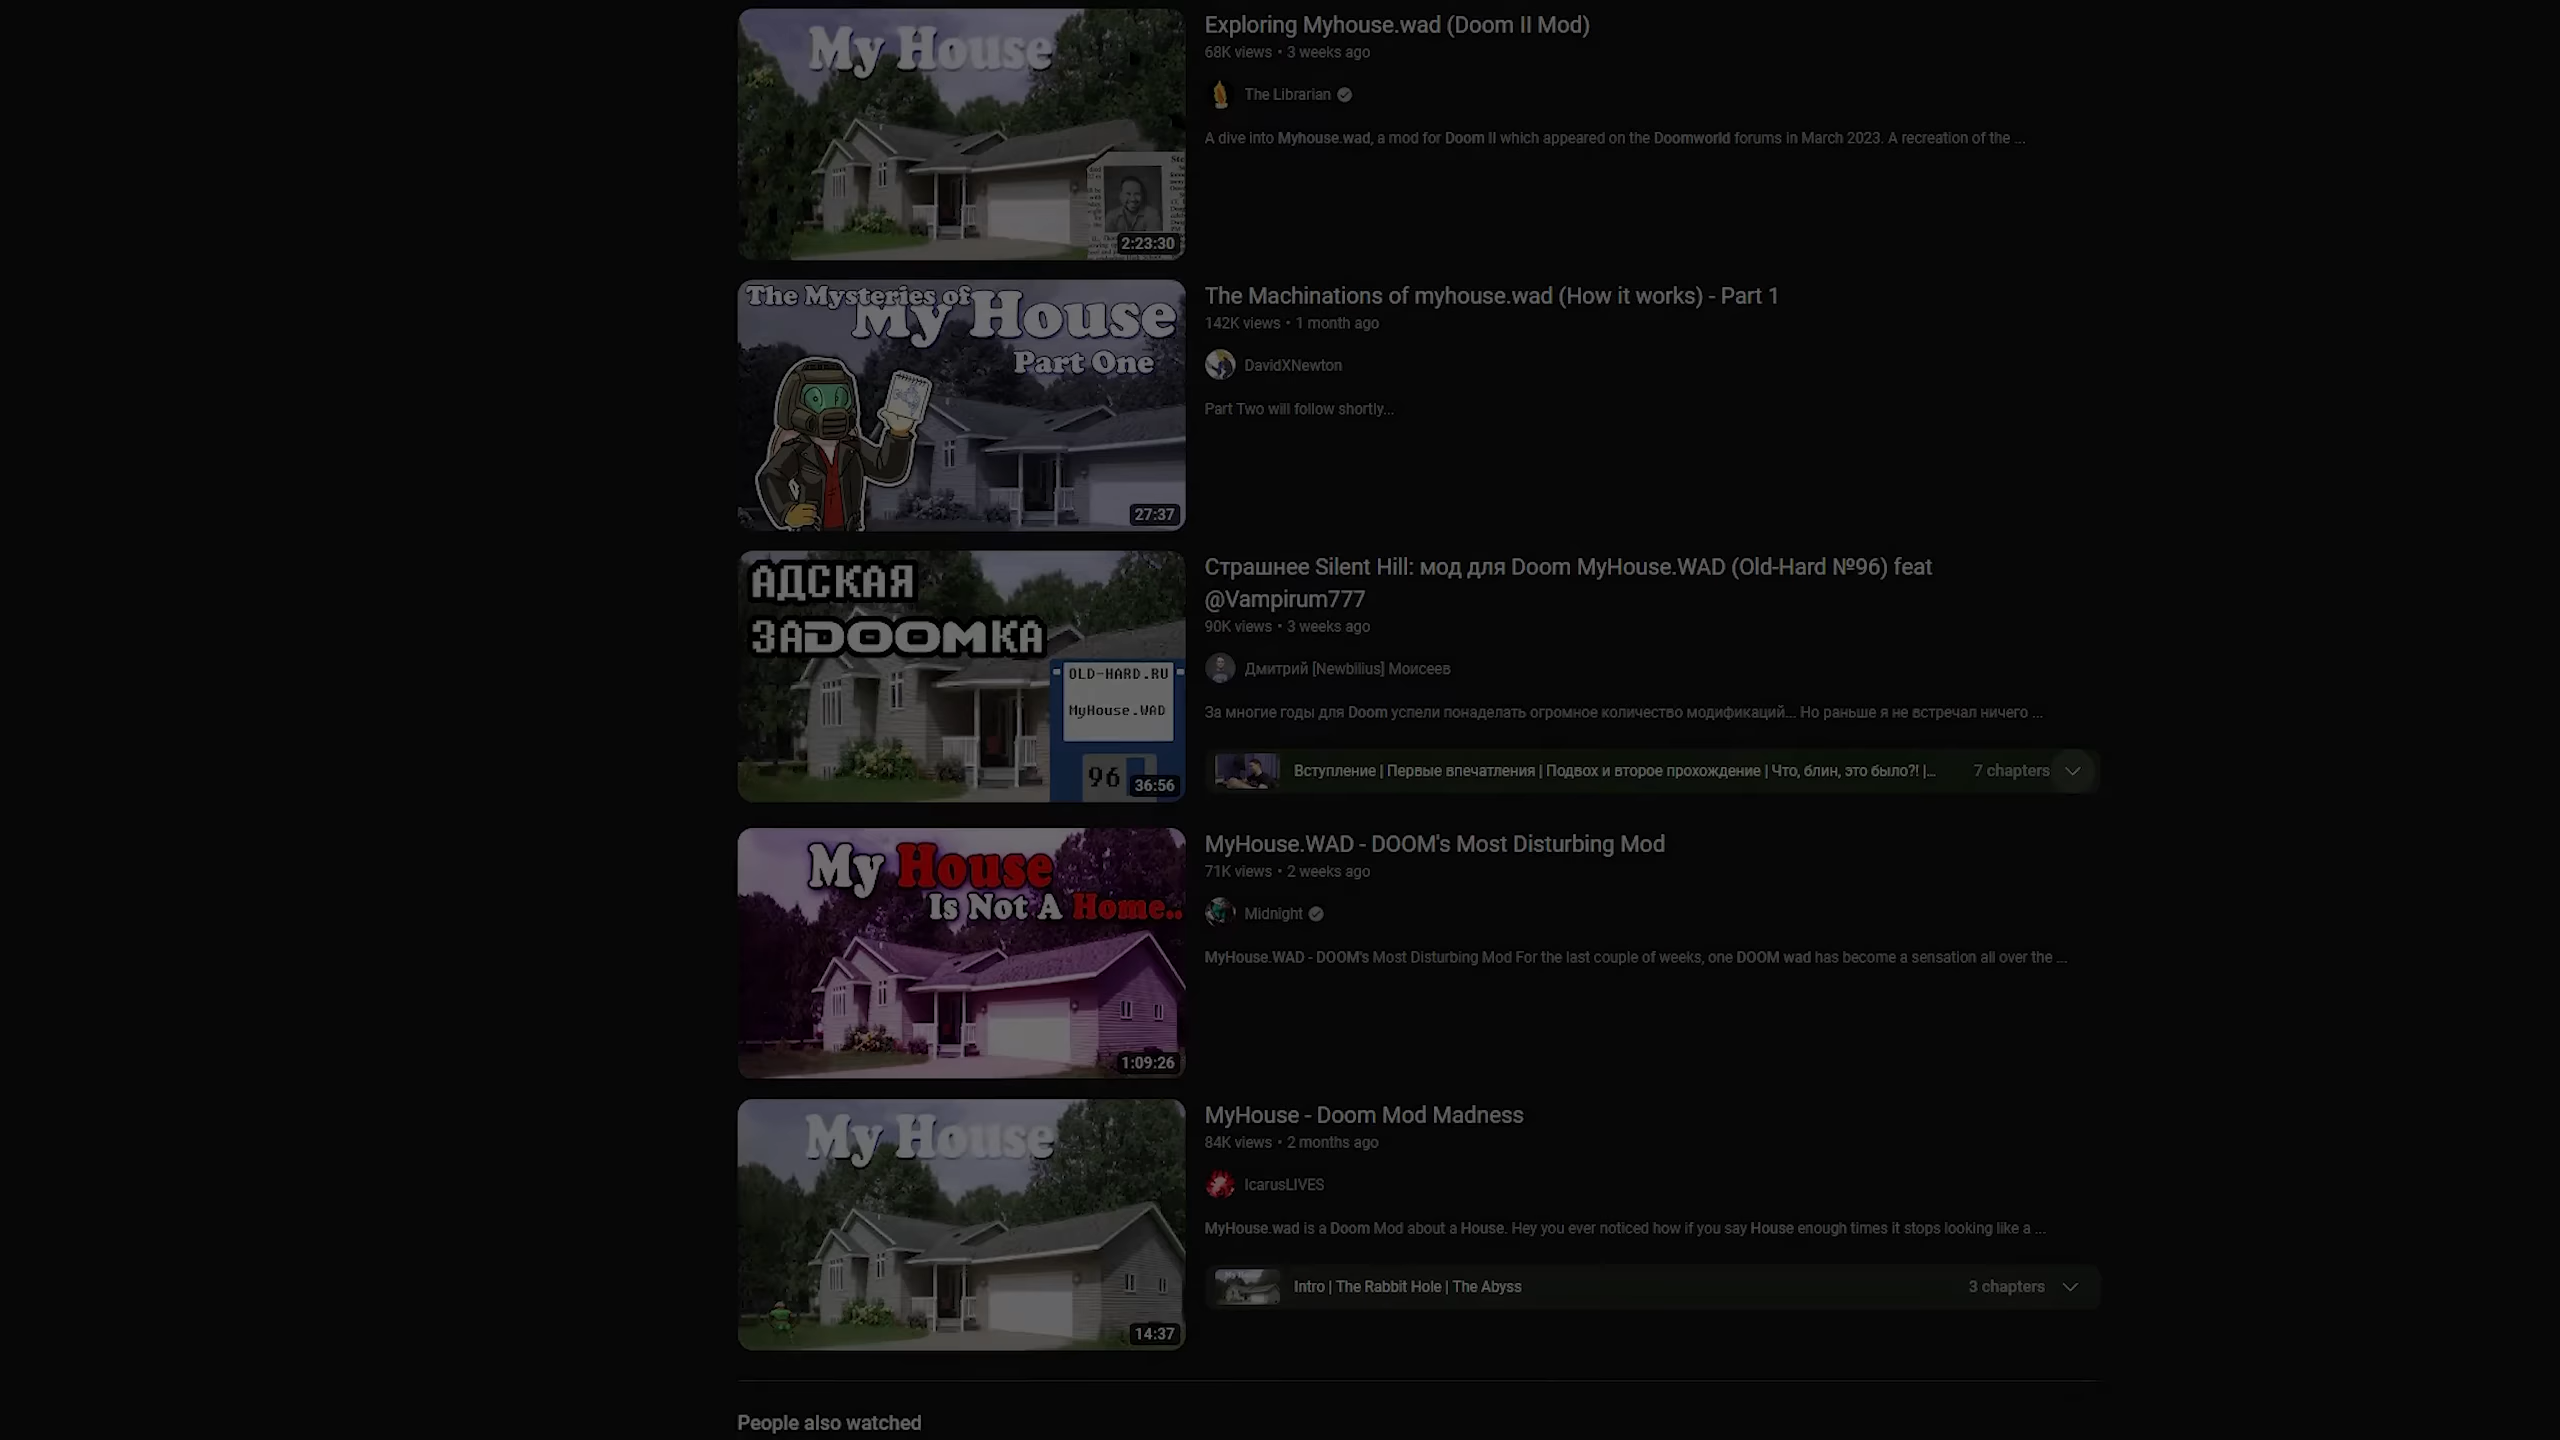 My House
2:23:30
Exploring Myhouse.wad (Doom II Mod)
68K views • 3 weeks ago
The Librarian
A dive into Myhouse.wad, a mod for Doom II which appeared on the Doomworld forums in March 2023. A recreation of the ...
The Mysteries of
My House
Part One
27:37
The Machinations of myhouse.wad (How it works) - Part 1
142K views • 1 month ago
DavidXNewton
Part Two will follow shortly...
АДСКАЯ
ЗАDOOMКА
OLD-HARD.RU
MyHouse.WAD
96
36:56
Страшнее Silent Hill: мод для Doom MyHouse.WAD (Old-Hard №96) feat
@Vampirum777
90K views • 3 weeks ago
Дмитрий [Newbilius] Моисеев
За многие годы для Doom успели понаделать огромное количество модификаций... Но раньше я не встречал ничего ...
Вступление | Первые впечатления | Подвох и второе прохождение | Что, блин, это было?! |...
7 chapters
My House
Is Not A Home..
1:09:26
MyHouse.WAD - DOOM's Most Disturbing Mod
71K views • 2 weeks ago
Midnight
MyHouse.WAD - DOOM's Most Disturbing Mod For the last couple of weeks, one DOOM wad has become a sensation all over the ...
My House
14:37
MyHouse - Doom Mod Madness
84K views • 2 months ago
IcarusLIVES
MyHouse.wad is a Doom Mod about a House. Hey you ever noticed how if you say House enough times it stops looking like a ...
Intro | The Rabbit Hole | The Abyss
3 chapters
People also watched